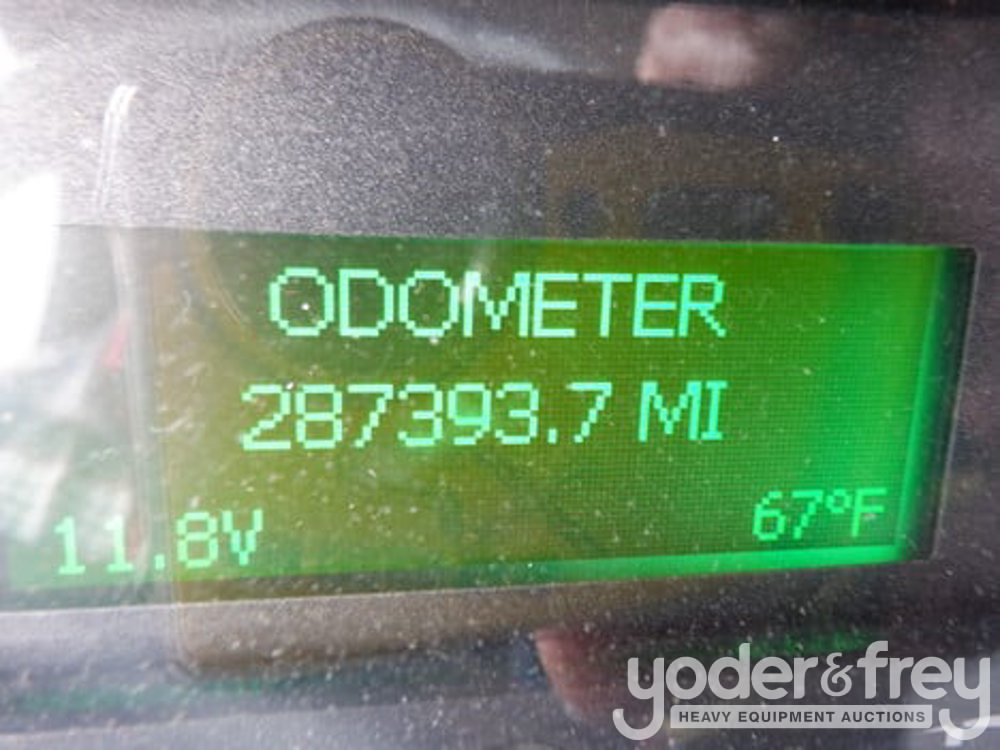 ODOMETER
287393.7 MI
11.8V 67°F
yoder&frey
HEAVY EQUIPMENT AUCTIONS